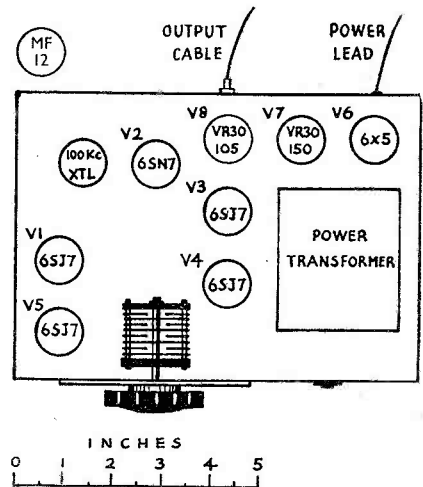 MF
12
OUTPUT
CABLE
POWER
LEAD
V8
V7
V6
V2
VR30
105
VR30
150
6X5
100Kc
XTL
6SN7
V3
6SJ7
V1
6SJ7
V4
6SJ7
POWER
TRANSFORMER
V5
6SJ7
INCHES
0 1 2 3 4 5